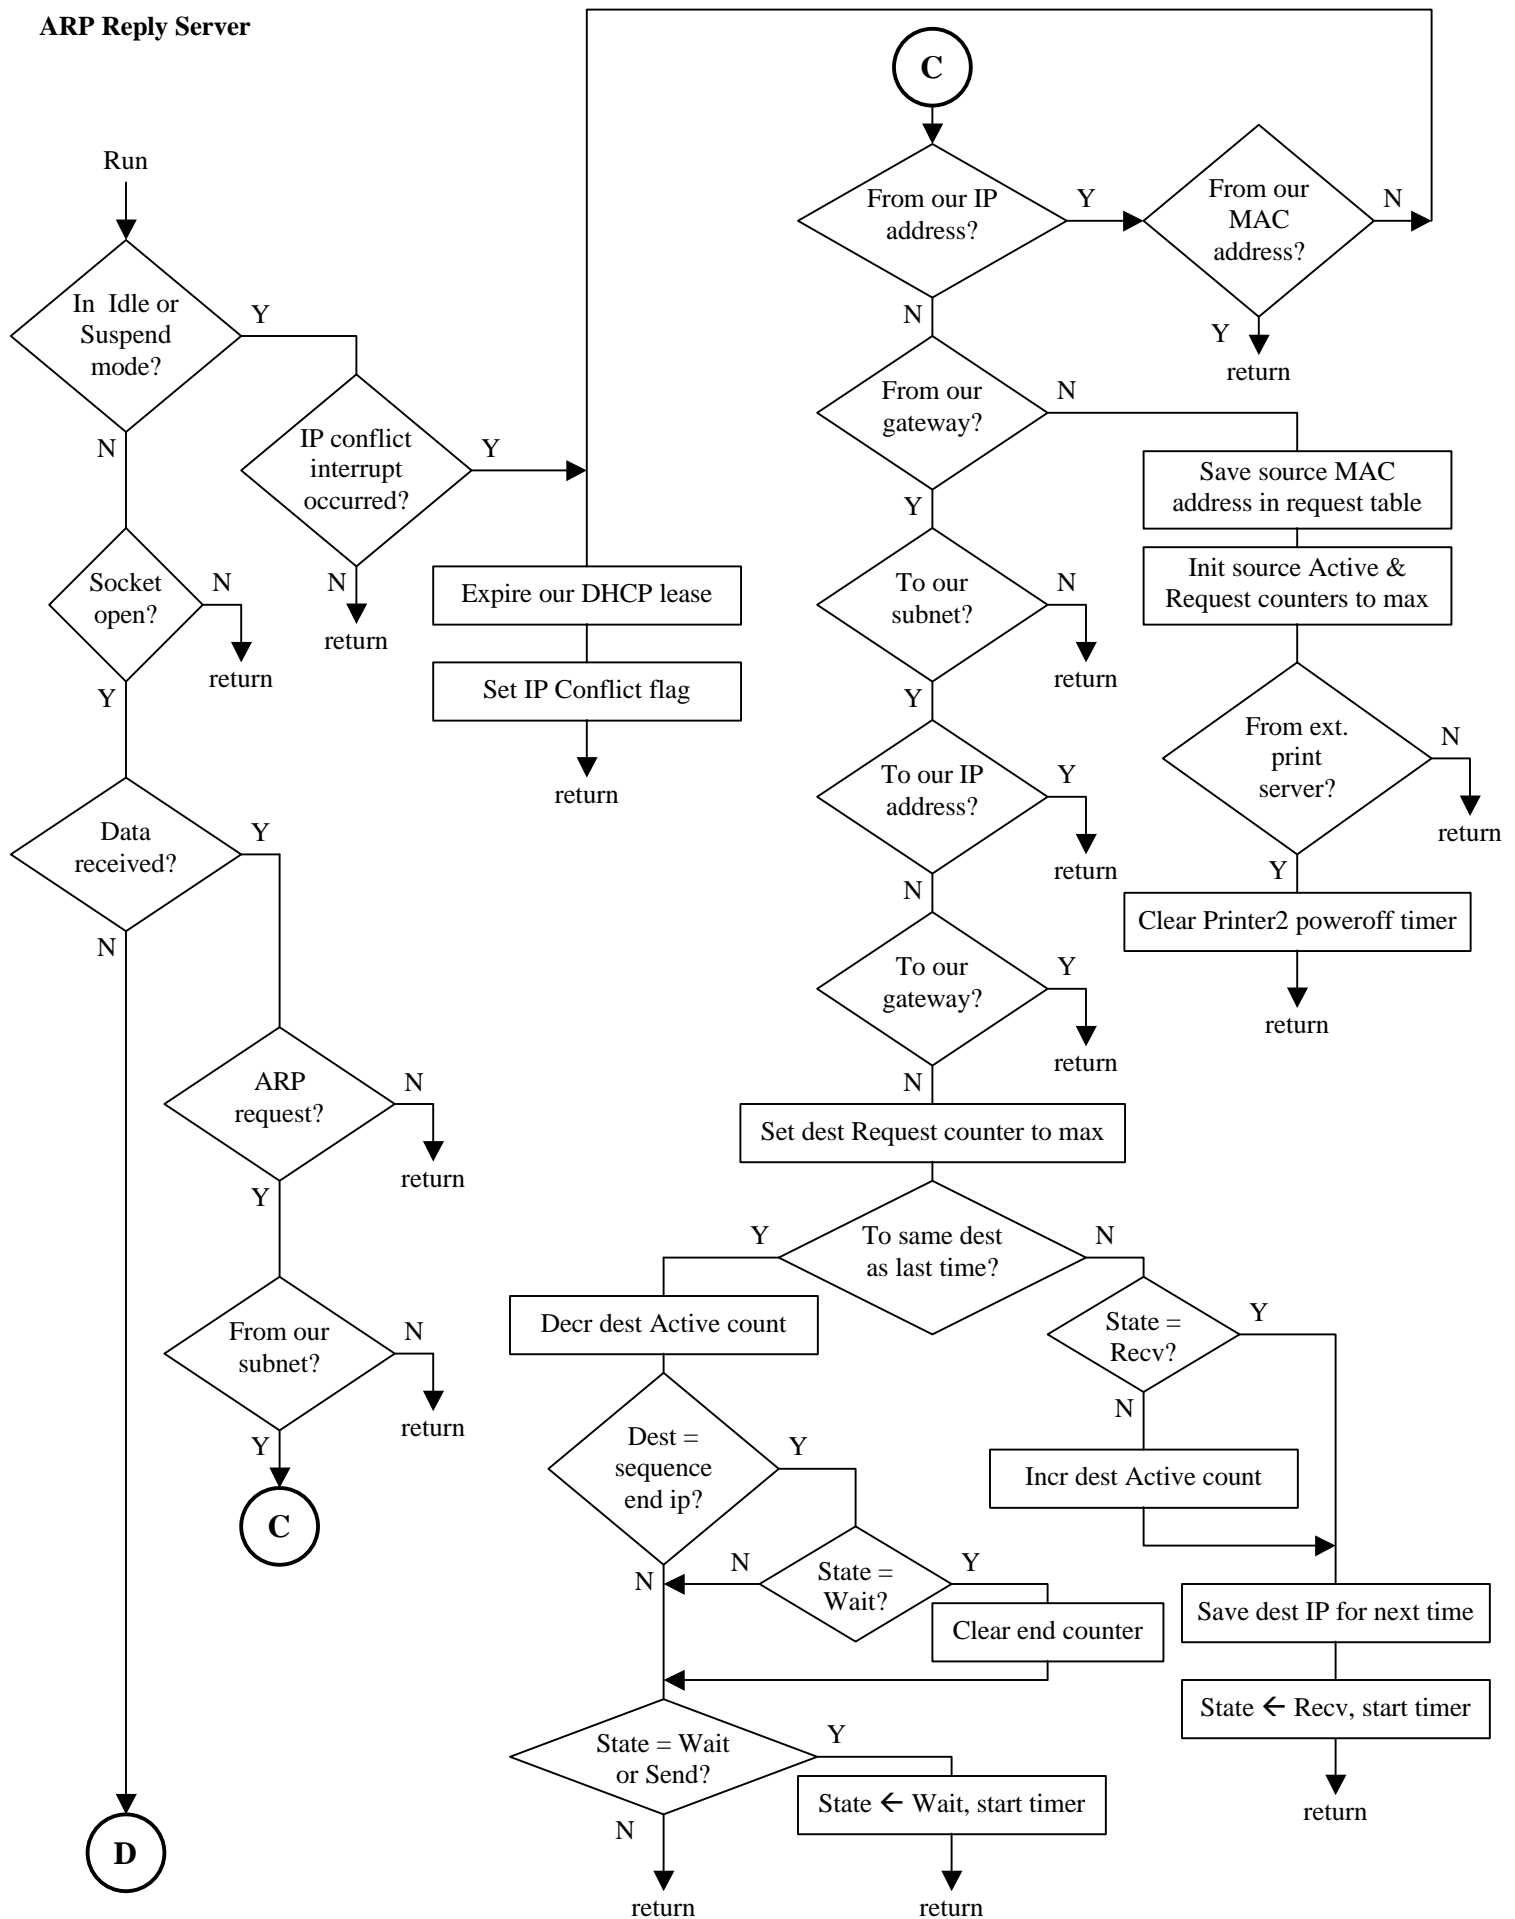 ARP Reply Server
Run
In Idle or
Suspend
mode?
Y
N
IP conflict
interrupt
occurred?
Y
N
return
Socket
open?
N
return
Y
Expire our DHCP lease
Set IP Conflict flag
return
Data
received?
Y
N
ARP
request?
N
return
Y
From our
subnet?
N
return
Y
C
D
C
From our IP
address?
Y
N
From our
MAC
address?
N
Y
return
From our
gateway?
N
Y
Save source MAC
address in request table
Init source Active &
Request counters to max
From ext.
print
server?
N
return
Y
Clear Printer2 poweroff timer
return
To our
subnet?
N
return
Y
To our IP
address?
Y
return
N
To our
gateway?
Y
return
N
Set dest Request counter to max
To same dest
as last time?
Y
N
Decr dest Active count
Dest =
sequence
end ip?
Y
N
State =
Wait?
N
Y
Clear end counter
State = Wait
or Send?
Y
N
return
State ← Wait, start timer
return
State =
Recv?
Y
N
Incr dest Active count
Save dest IP for next time
State ← Recv, start timer
return